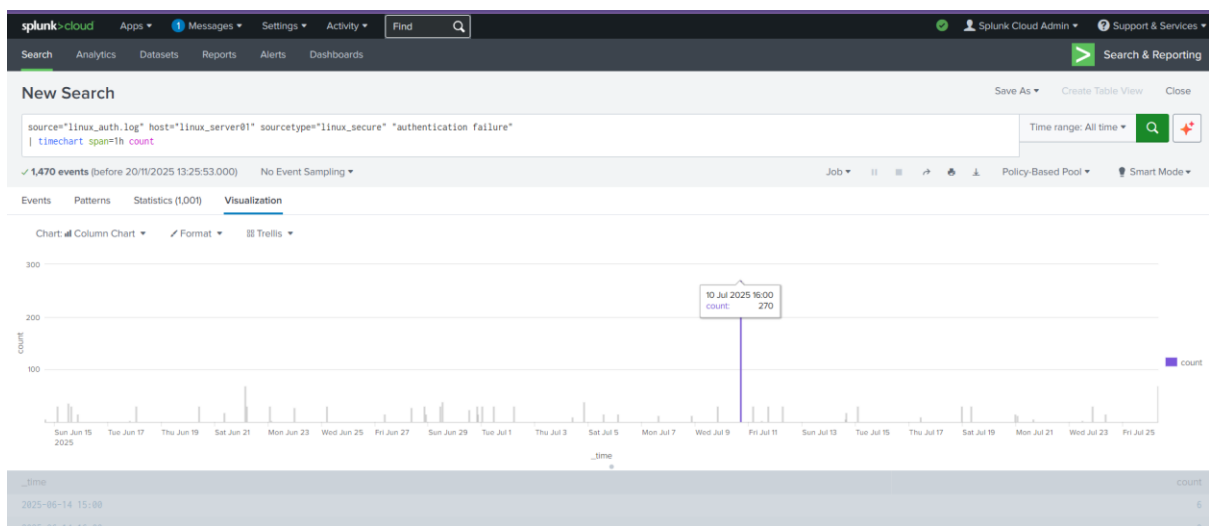 splunk>cloud Apps 1 Messages Settings Activity Find Splunk Cloud Admin Support & Services
Search Analytics Datasets Reports Alerts Dashboards Search & Reporting
New Search Save As Create Table View Close
source="linux_auth.log" host="linux_server01" sourcetype="linux_secure" "authentication failure" Time range: All time
| timechart span=1h count
1,470 events (before 20/11/2025 13:25:53.000) No Event Sampling Job Policy-Based Pool Smart Mode
Events Patterns Statistics (1,001) Visualization
Chart: Column Chart Format Trellis
300
10 Jul 2025 16:00
count: 270
200
count
100
count
Sun Jun 15 Tue Jun 17 Thu Jun 19 Sat Jun 21 Mon Jun 23 Wed Jun 25 Fri Jun 27 Sun Jun 29 Tue Jul 1 Thu Jul 3 Sat Jul 5 Mon Jul 7 Wed Jul 9 Fri Jul 11 Sun Jul 13 Tue Jul 15 Thu Jul 17 Sat Jul 19 Mon Jul 21 Wed Jul 23 Fri Jul 25
2025
_time
_time count
2025-06-14 15:00 6